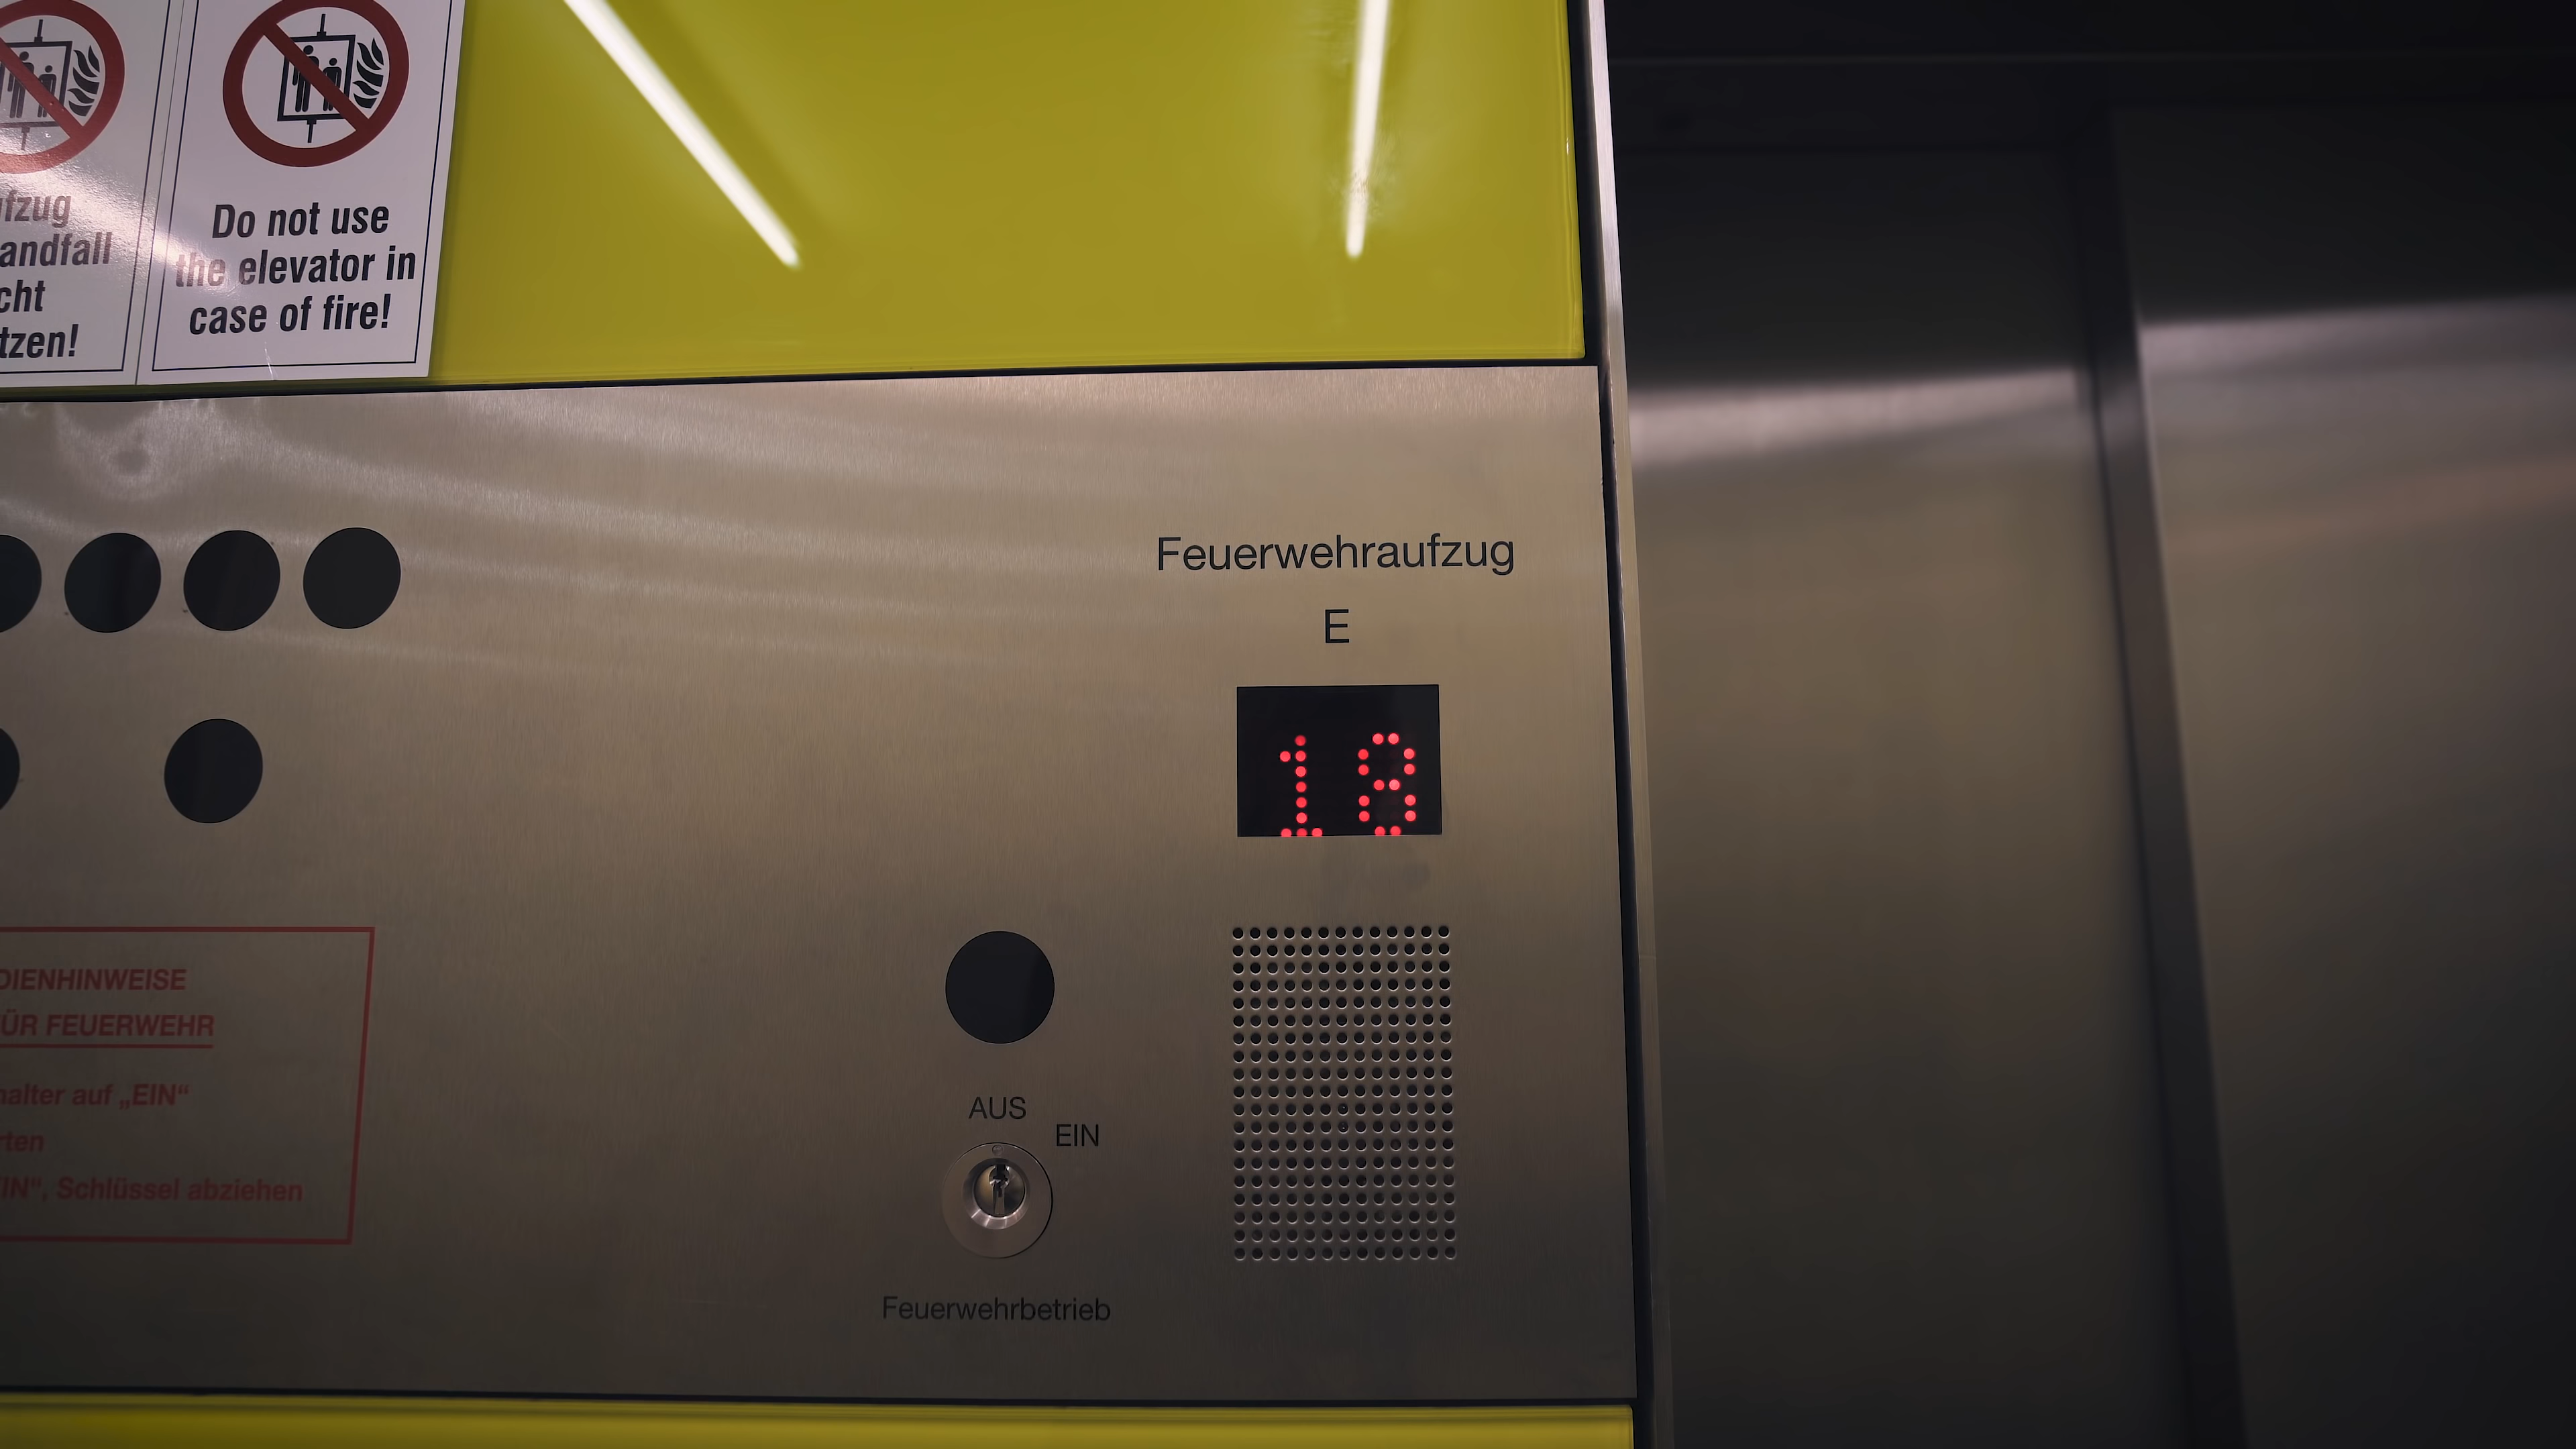 fzug
andfall
cht
tzen!
Do not use
the elevator in
case of fire!
Feuerwehraufzug
E
18
DIENHINWEISE
ÜR FEUERWEHR
halter auf „EIN“
rten
IN“, Schlüssel abziehen
AUS
EIN
Feuerwehrbetrieb